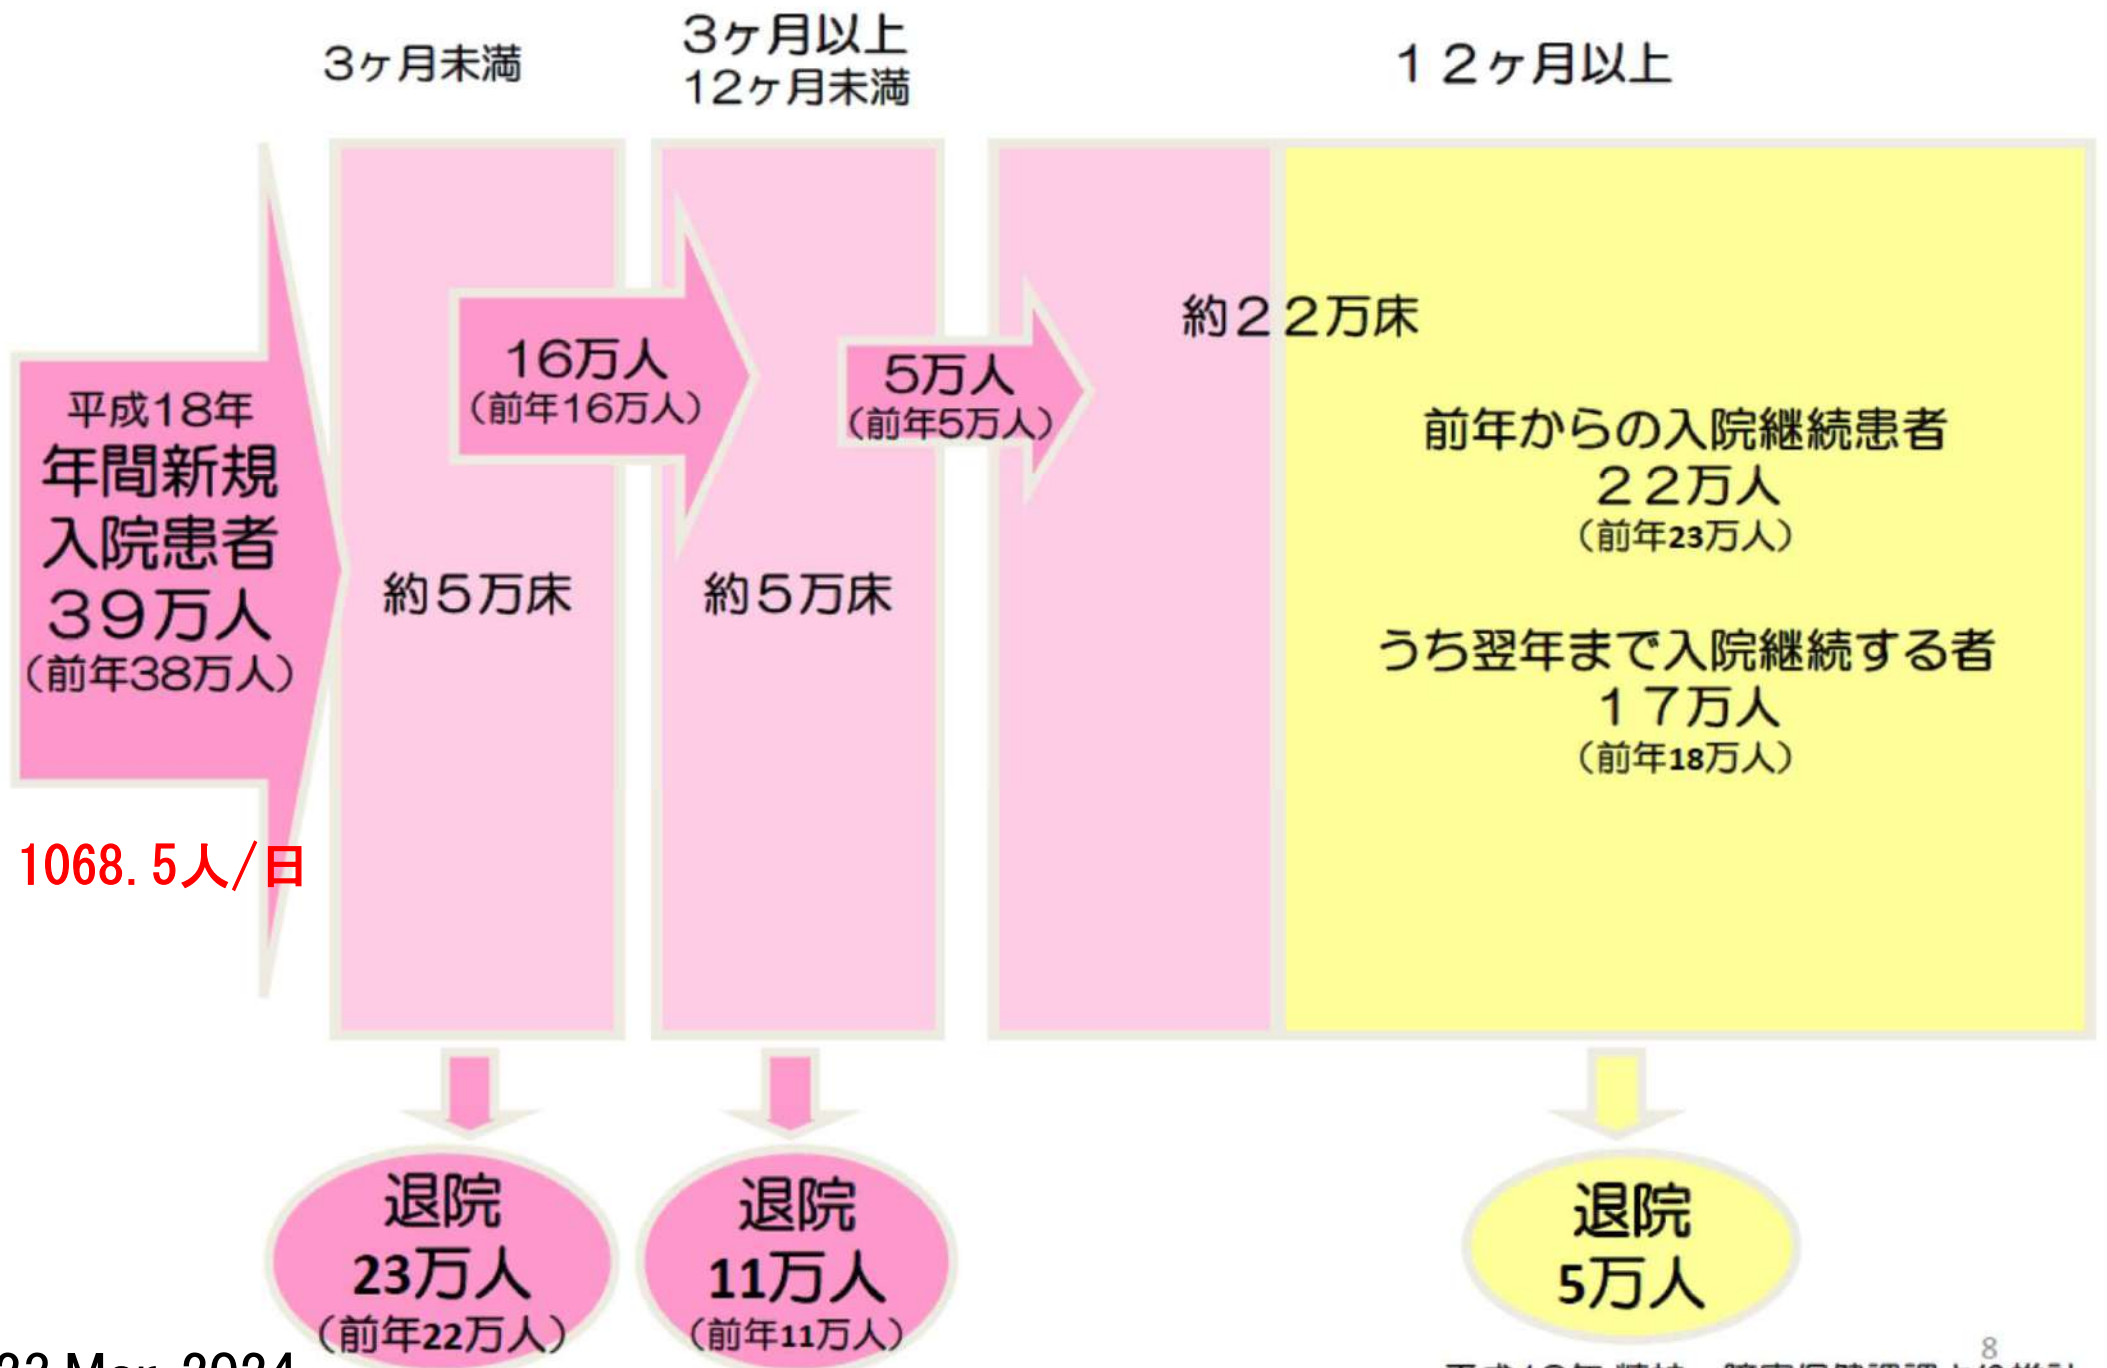 3ヶ月未満
3ヶ月以上
12ヶ月未満
１２ヶ月以上
平成18年
年間新規
入院患者
３９万人
（前年38万人）
1068.5人/日
16万人
（前年16万人）
5万人
（前年5万人）
約５万床
約５万床
約２２万床
前年からの入院継続患者
２２万人
（前年23万人）
うち翌年まで入院継続する者
１７万人
（前年18万人）
退院
23万人
（前年22万人）
退院
11万人
（前年11万人）
退院
5万人
8